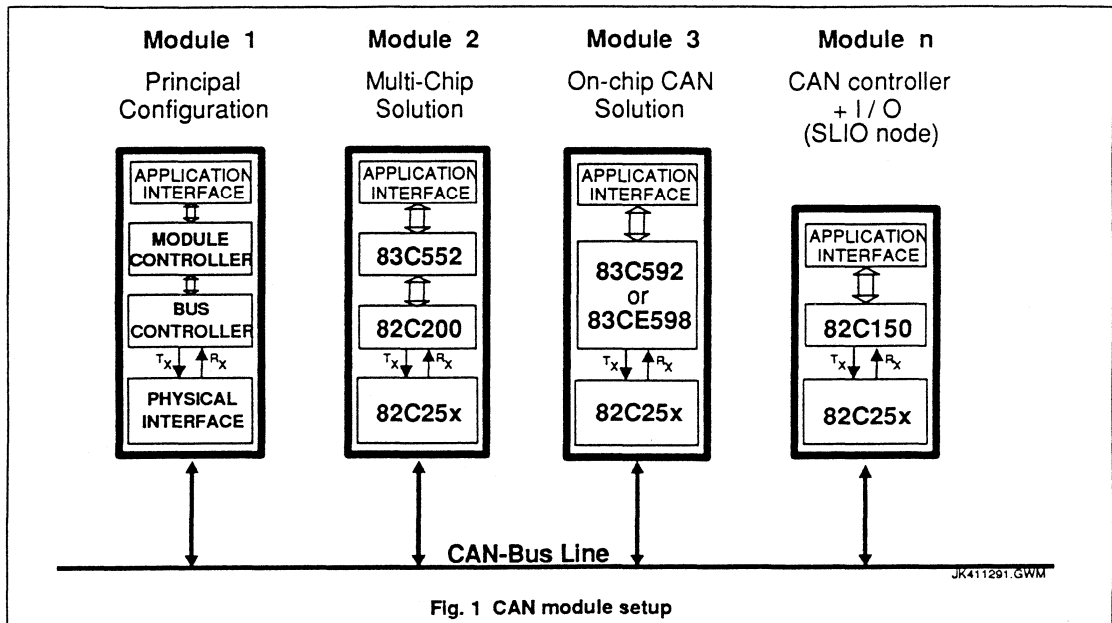 Module 1
Principal
Configuration
APPLICATION
INTERFACE
MODULE
CONTROLLER
BUS
CONTROLLER
Tx
Rx
PHYSICAL
INTERFACE
Module 2
Multi-Chip
Solution
APPLICATION
INTERFACE
83C552
82C200
Tx
Rx
82C25x
Module 3
On-chip CAN
Solution
APPLICATION
INTERFACE
83C592
or
83CE598
Tx
Rx
82C25x
Module n
CAN controller
+ I / O
(SLIO node)
APPLICATION
INTERFACE
82C150
Tx
Rx
82C25x
CAN-Bus Line
JK411291.GWM
Fig. 1 CAN module setup